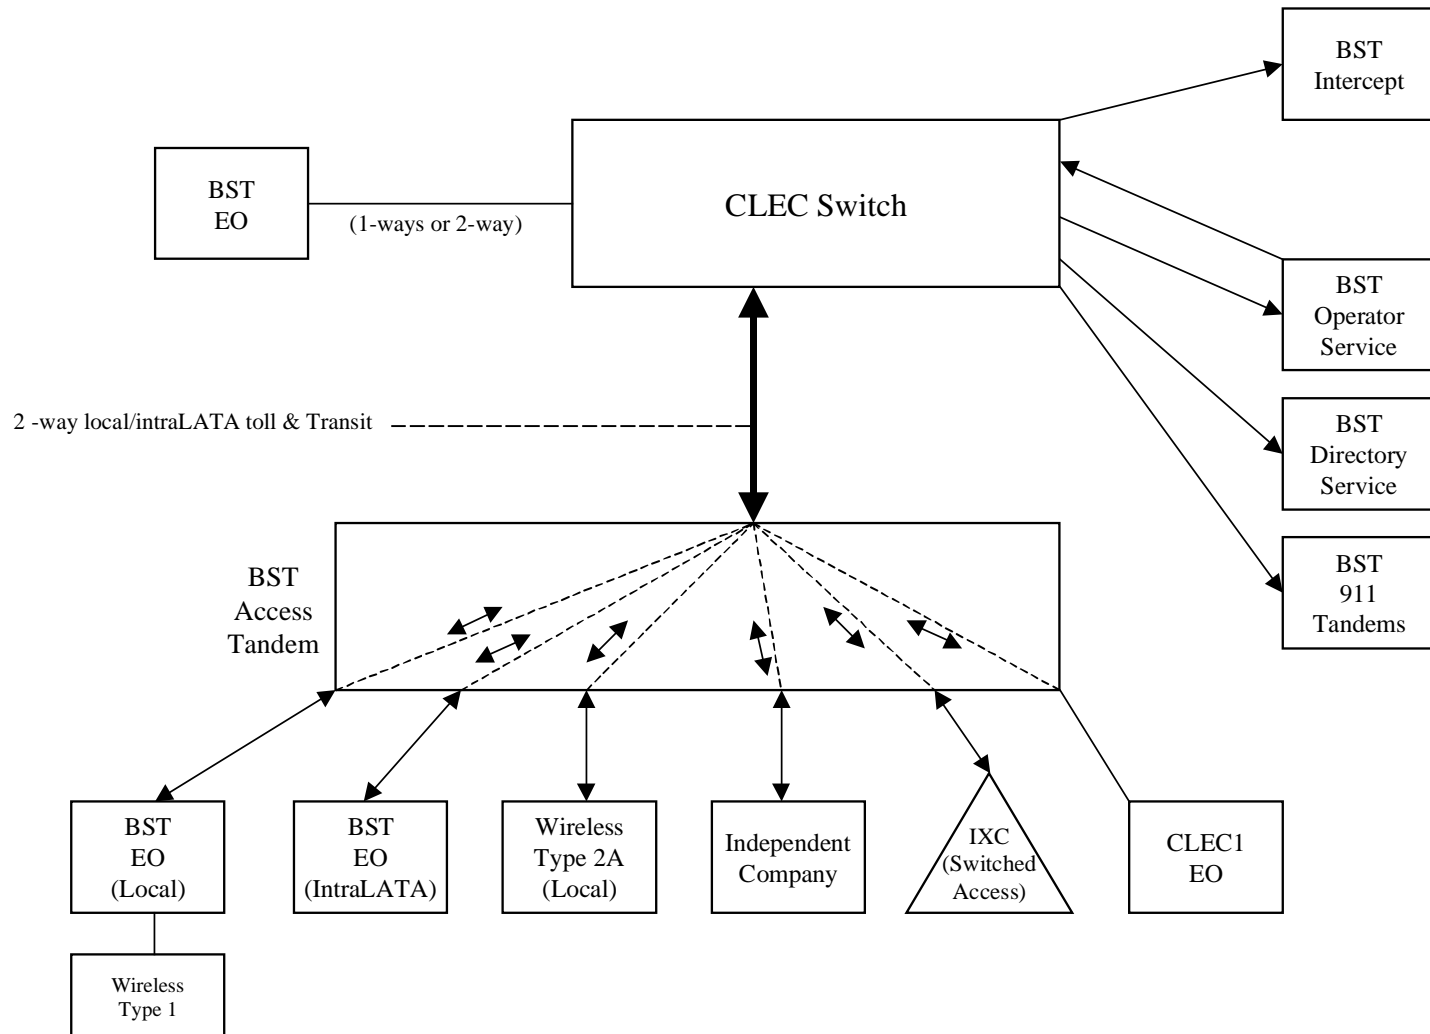 BST
Intercept
BST
EO
(1-ways or 2-way)
CLEC Switch
BST
Operator
Service
2 -way local/intraLATA toll & Transit
BST
Directory
Service
BST
911
Tandems
BST
Access
Tandem
BST
EO
(Local)
BST
EO
(IntraLATA)
Wireless
Type 2A
(Local)
Independent
Company
IXC
(Switched
Access)
CLEC1
EO
Wireless
Type 1